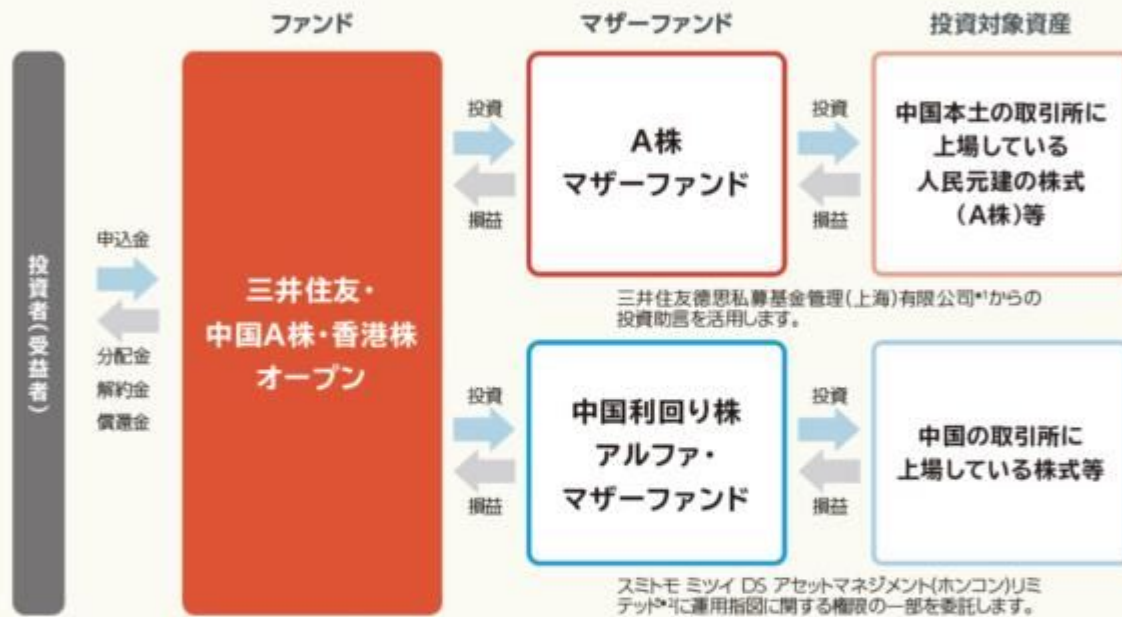 ファンド
マザーファンド
投資対象資産
投資者(受益者)
申込金
分配金
解約金
償還金
三井住友・
中国A株・香港株
オープン
投資
損益
A株
マザーファンド
投資
損益
中国本土の取引所に
上場している
人民元建の株式
(A株)等
三井住友德思私募基金管理(上海)有限公司*1からの
投資助言を活用します。
投資
損益
中国利回り株
アルファ・
マザーファンド
投資
損益
中国の取引所に
上場している株式等
スミトモ ミツイ DS アセットマネジメント(ホンコン)リミ
テッド*2に運用指図に関する権限の一部を委託します。